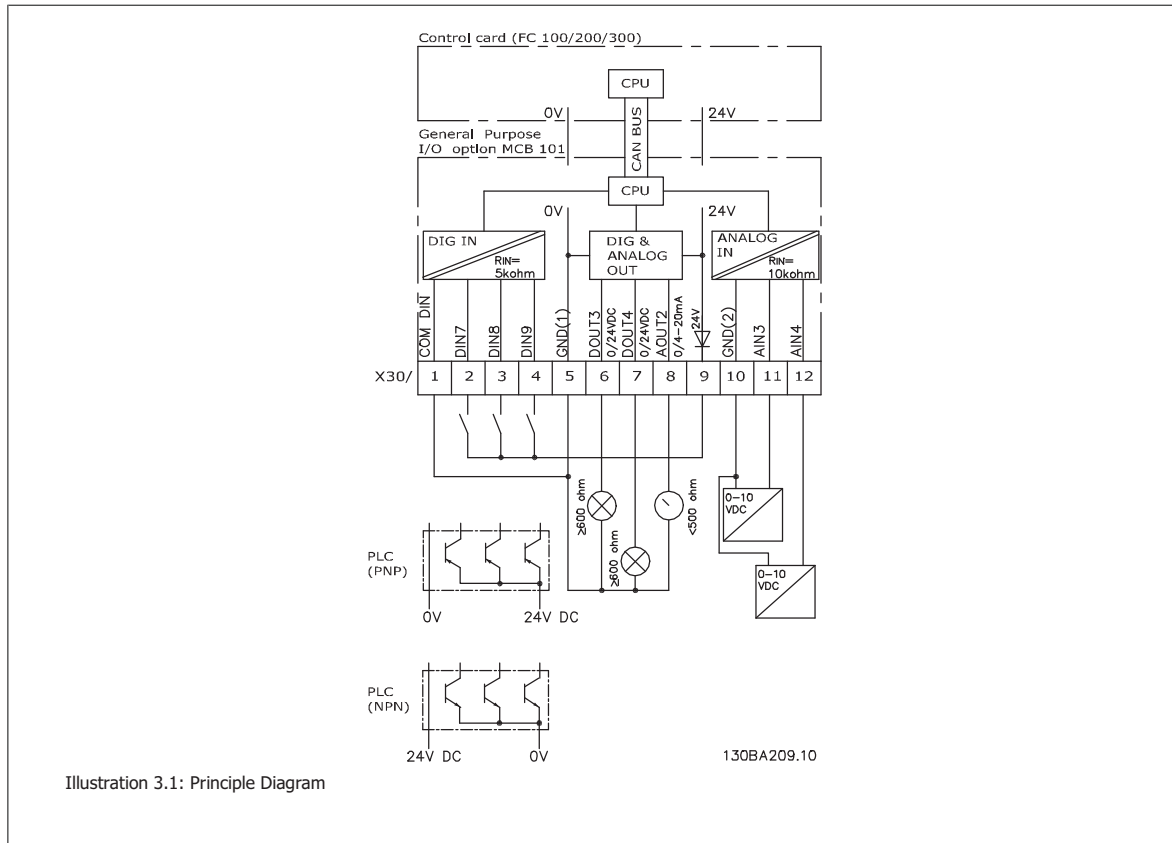 Control card (FC 100/200/300)
CPU
0V
24V
CAN BUS
General Purpose
I/O option MCB 101
CPU
0V
24V
DIG IN
RIN=
5kohm
DIG &
ANALOG
OUT
ANALOG
IN
RIN=
10kohm
COM DIN
DIN7
DIN8
DIN9
GND(1)
DOUT3
0/24VDC
DOUT4
0/24VDC
AOUT2
0/4-20mA
24V
GND(2)
AIN3
AIN4
X30/ 1 2 3 4 5 6 7 8 9 10 11 12
≥600 ohm
≥600 ohm
<500 ohm
0-10
VDC
0-10
VDC
PLC
(PNP)
0V 24V DC
PLC
(NPN)
24V DC 0V
130BA209.10
Illustration 3.1: Principle Diagram